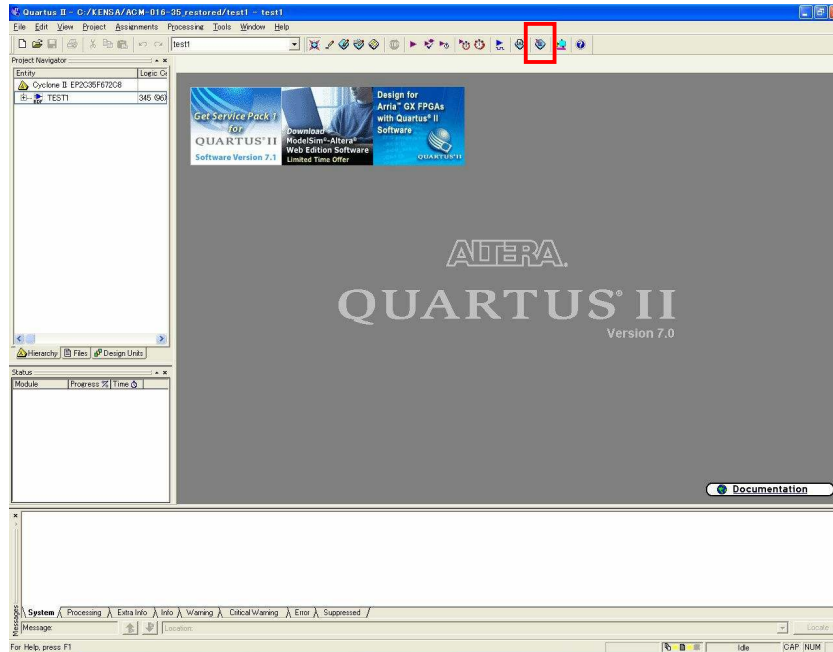 Quartus II - C:/KENSA/ACM-016-35_restored/test1 - test1
File Edit View Project Assignments Processing Tools Window Help
test1
Project Navigator
Entity Logic Ce
Cyclone II: EP2C35F672C8
TEST1 345 (96)
Hierarchy Files Design Units
Status
Module Progress % Time
Get Service Pack 1
for
QUARTUS® II
Software Version 7.1
Download
ModelSim®-Altera®
Web Edition Software
Limited Time Offer
Design for
Arria™ GX FPGAs
with Quartus® II
Software
QUARTUS® II
ALTERA.
QUARTUS® II
Version 7.0
Documentation
Messages
System Processing Extra Info Info Warning Critical Warning Error Suppressed
Message: Location: Locate
For Help, press F1 Idle CAP NUM